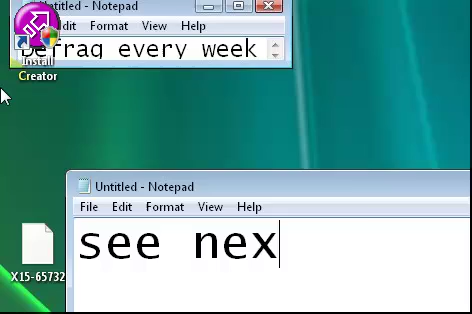 Untitled - Notepad
Edit Format View Help
Defrag every week
Install
Creator
Untitled - Notepad
File Edit Format View Help
see nex
X15-65732